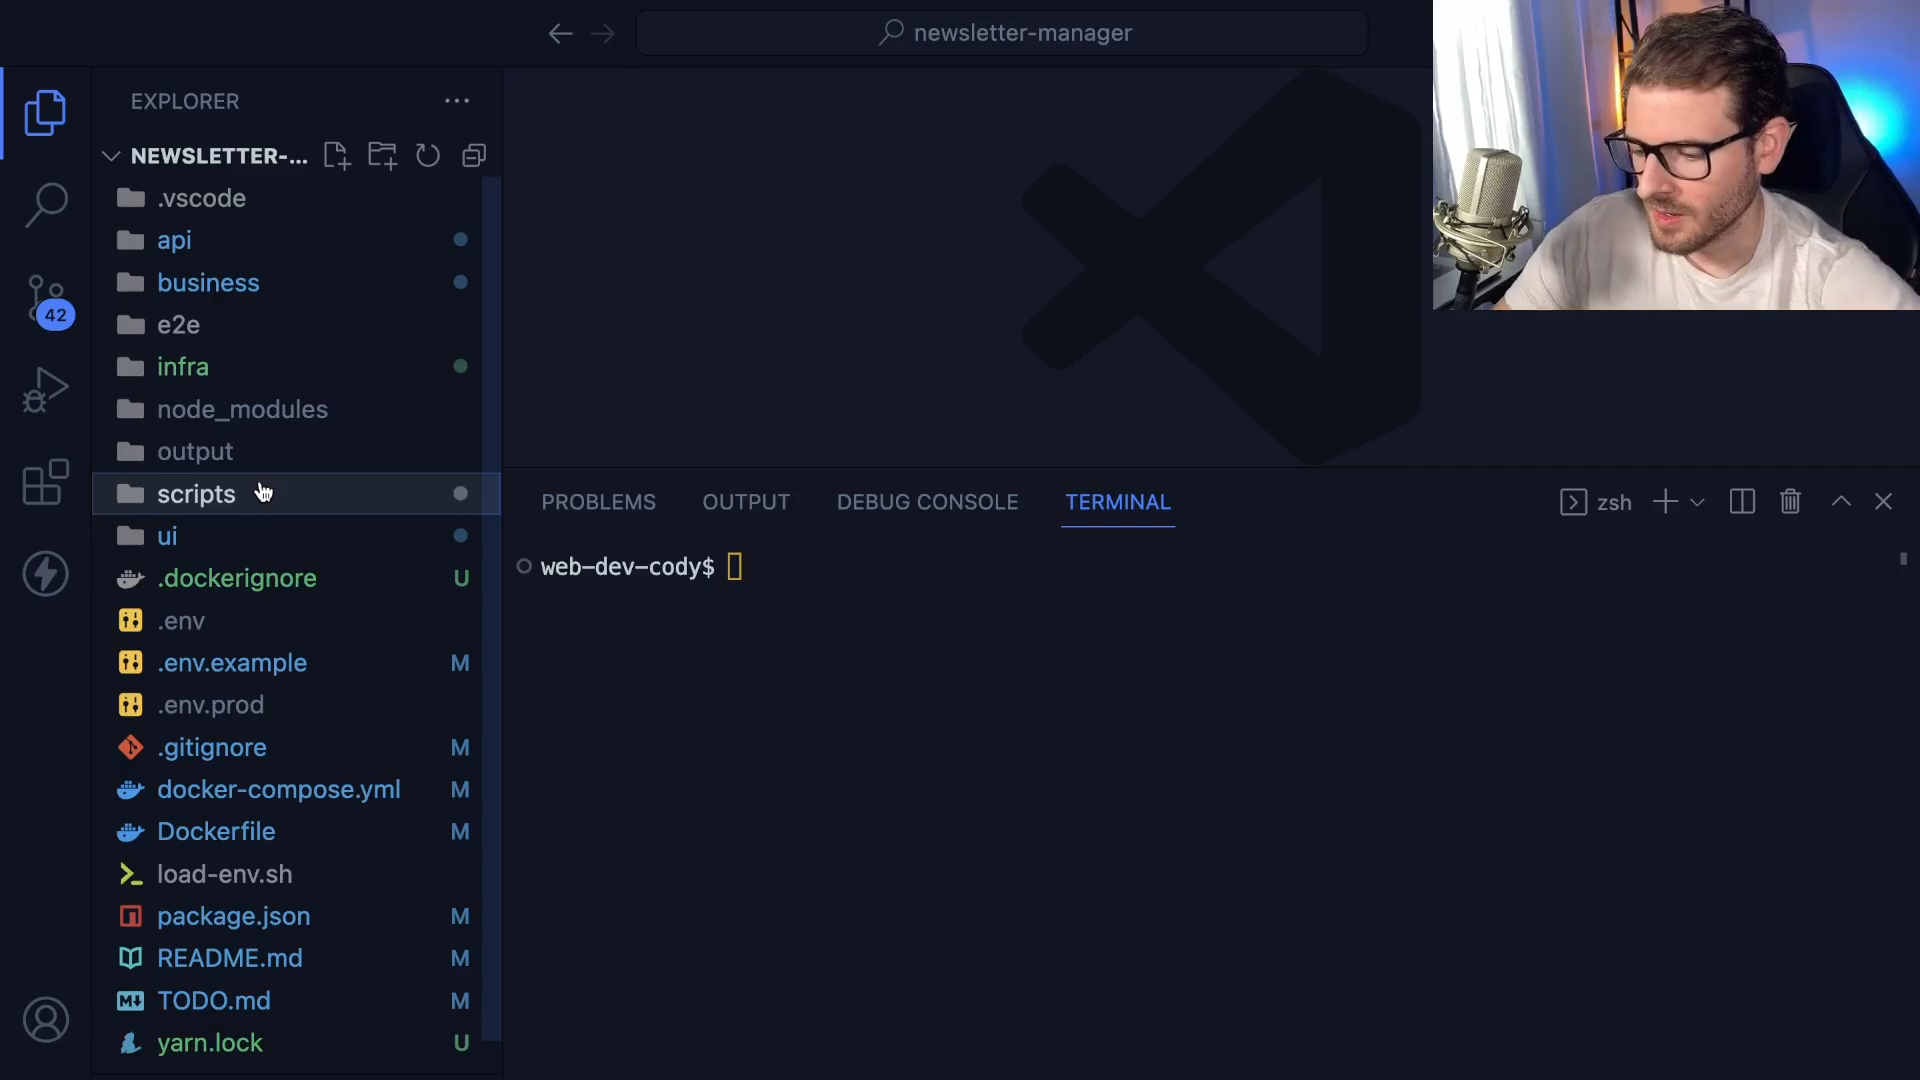 newsletter-manager
EXPLORER
NEWSLETTER-...
.vscode
api
business
e2e
infra
node_modules
output
scripts
ui
.dockerignore U
.env
.env.example M
.env.prod
.gitignore M
docker-compose.yml M
Dockerfile M
load-env.sh
package.json M
README.md M
TODO.md M
yarn.lock U
42
PROBLEMS OUTPUT DEBUG CONSOLE TERMINAL
zsh
web-dev-cody$